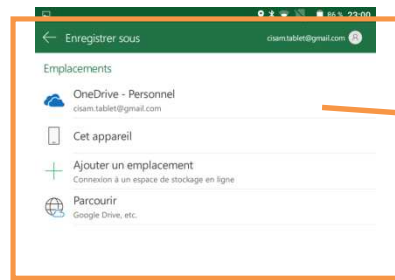 86 % 23:00
Enregistrer sous cisam.tablet@gmail.com
Emplacements
OneDrive - Personnel
cisam.tablet@gmail.com
Cet appareil
Ajouter un emplacement
Connexion à un espace de stockage en ligne
Parcourir
Google Drive, etc.